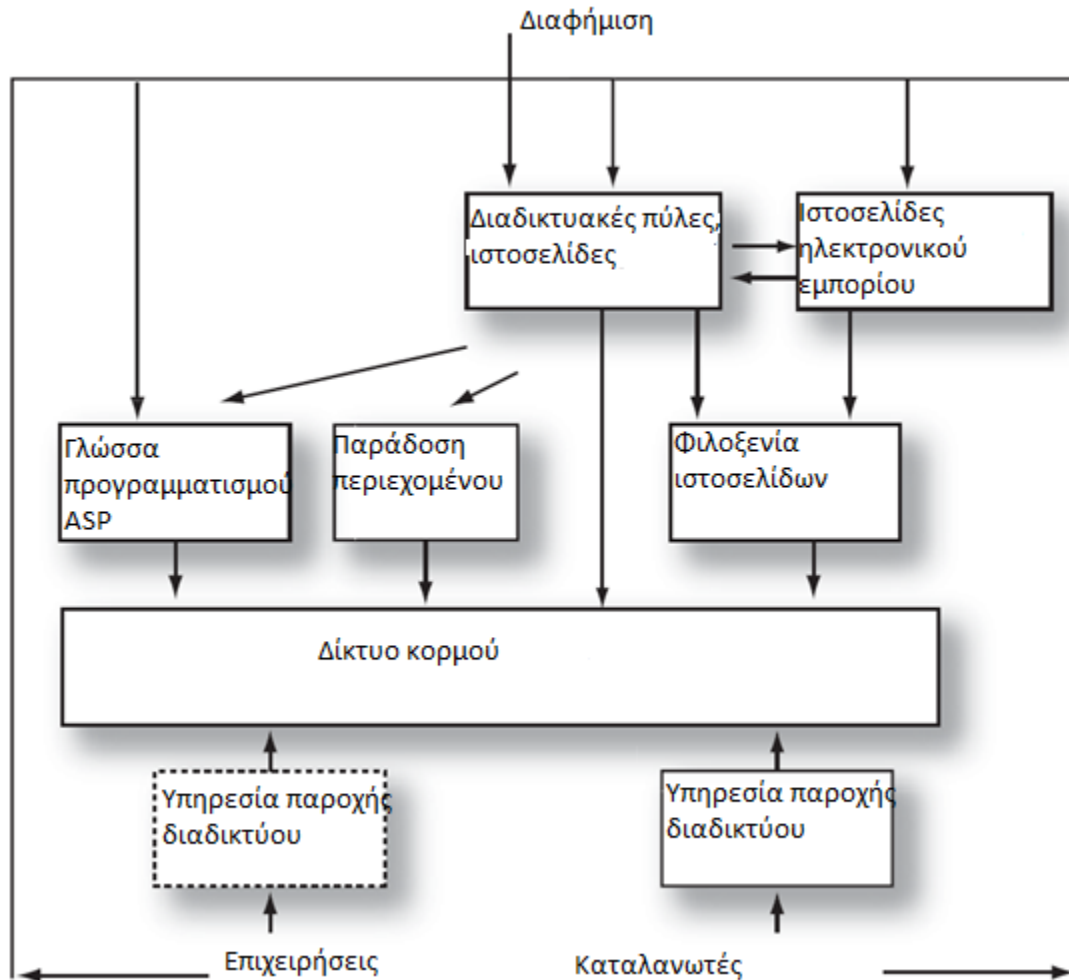 Διαφήμιση
Διαδικτυακές πύλες,
ιστοσελίδες
Ιστοσελίδες
ηλεκτρονικού
εμπορίου
Γλώσσα
προγραμματισμού
ASP
Παράδοση
περιεχομένου
Φιλοξενία
ιστοσελίδων
Δίκτυο κορμού
Υπηρεσία παροχής
διαδικτύου
Υπηρεσία παροχής
διαδικτύου
Επιχειρήσεις
Καταλανωτές